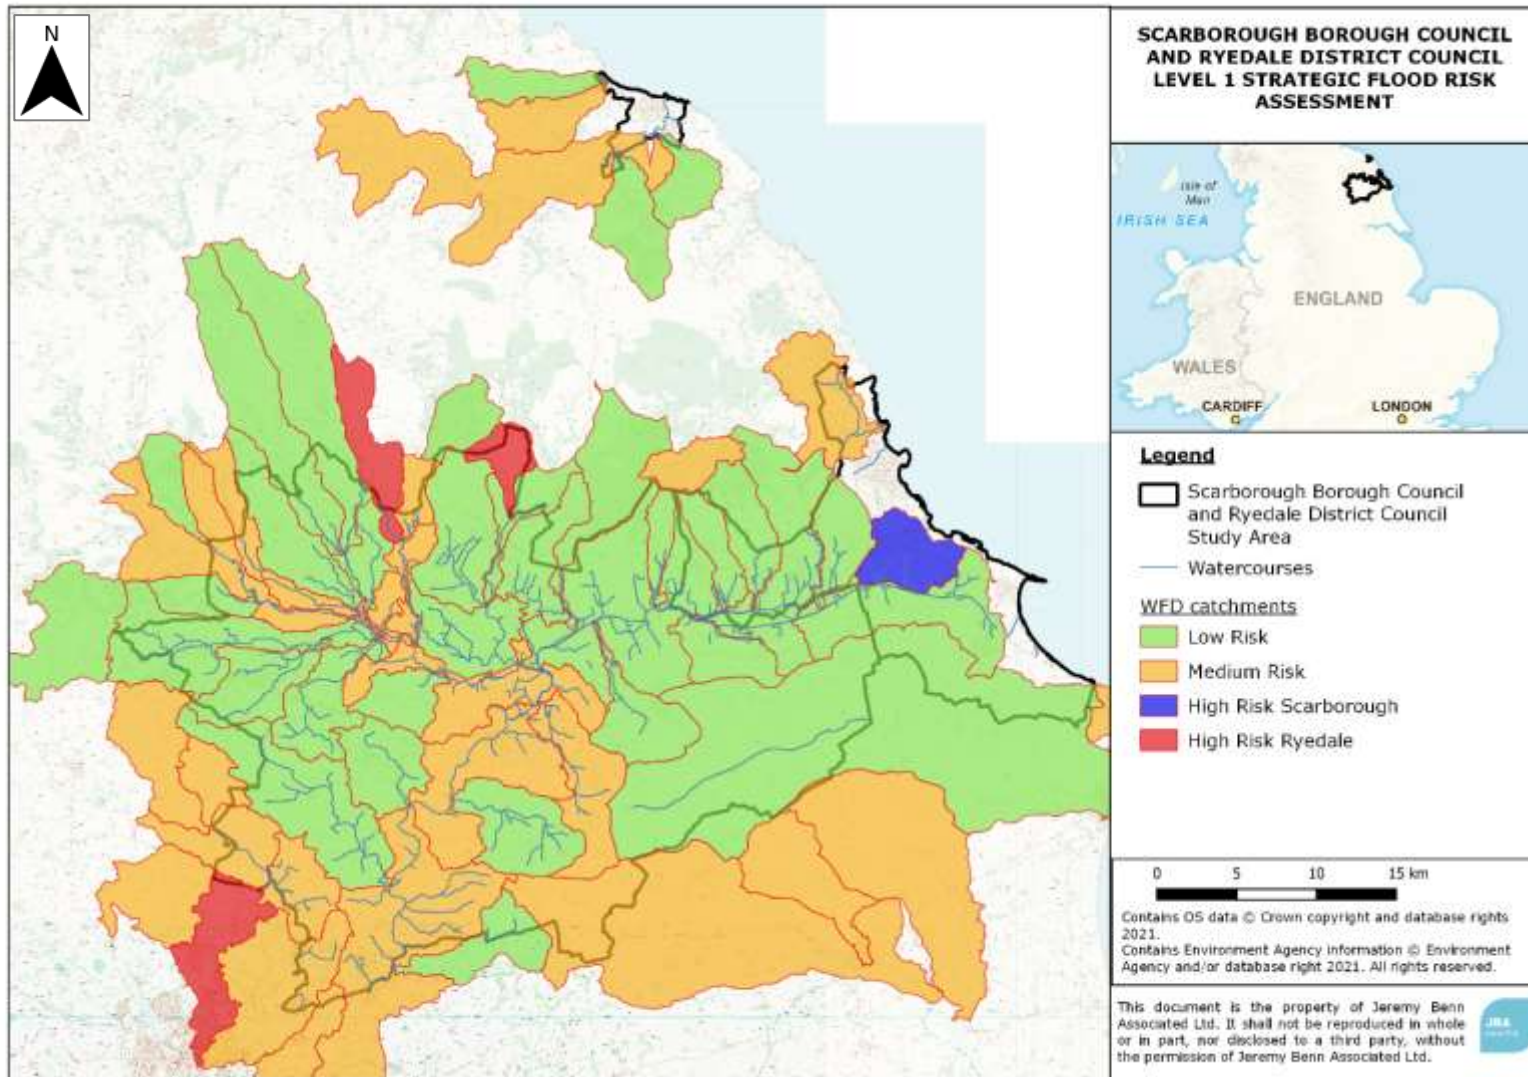 N
SCARBOROUGH BOROUGH COUNCIL
AND RYEDALE DISTRICT COUNCIL
LEVEL 1 STRATEGIC FLOOD RISK
ASSESSMENT
Isle of
Man
IRISH SEA
ENGLAND
WALES
CARDIFF
LONDON
Legend
Scarborough Borough Council
and Ryedale District Council
Study Area
Watercourses
WFD catchments
Low Risk
Medium Risk
High Risk Scarborough
High Risk Ryedale
0 5 10 15 km
Contains OS data © Crown copyright and database rights
2021.
Contains Environment Agency information © Environment
Agency and/or database right 2021. All rights reserved.
This document is the property of Jeremy Benn
Associated Ltd. It shall not be reproduced in whole
or in part, nor disclosed to a third party, without
the permission of Jeremy Benn Associated Ltd.
JBA